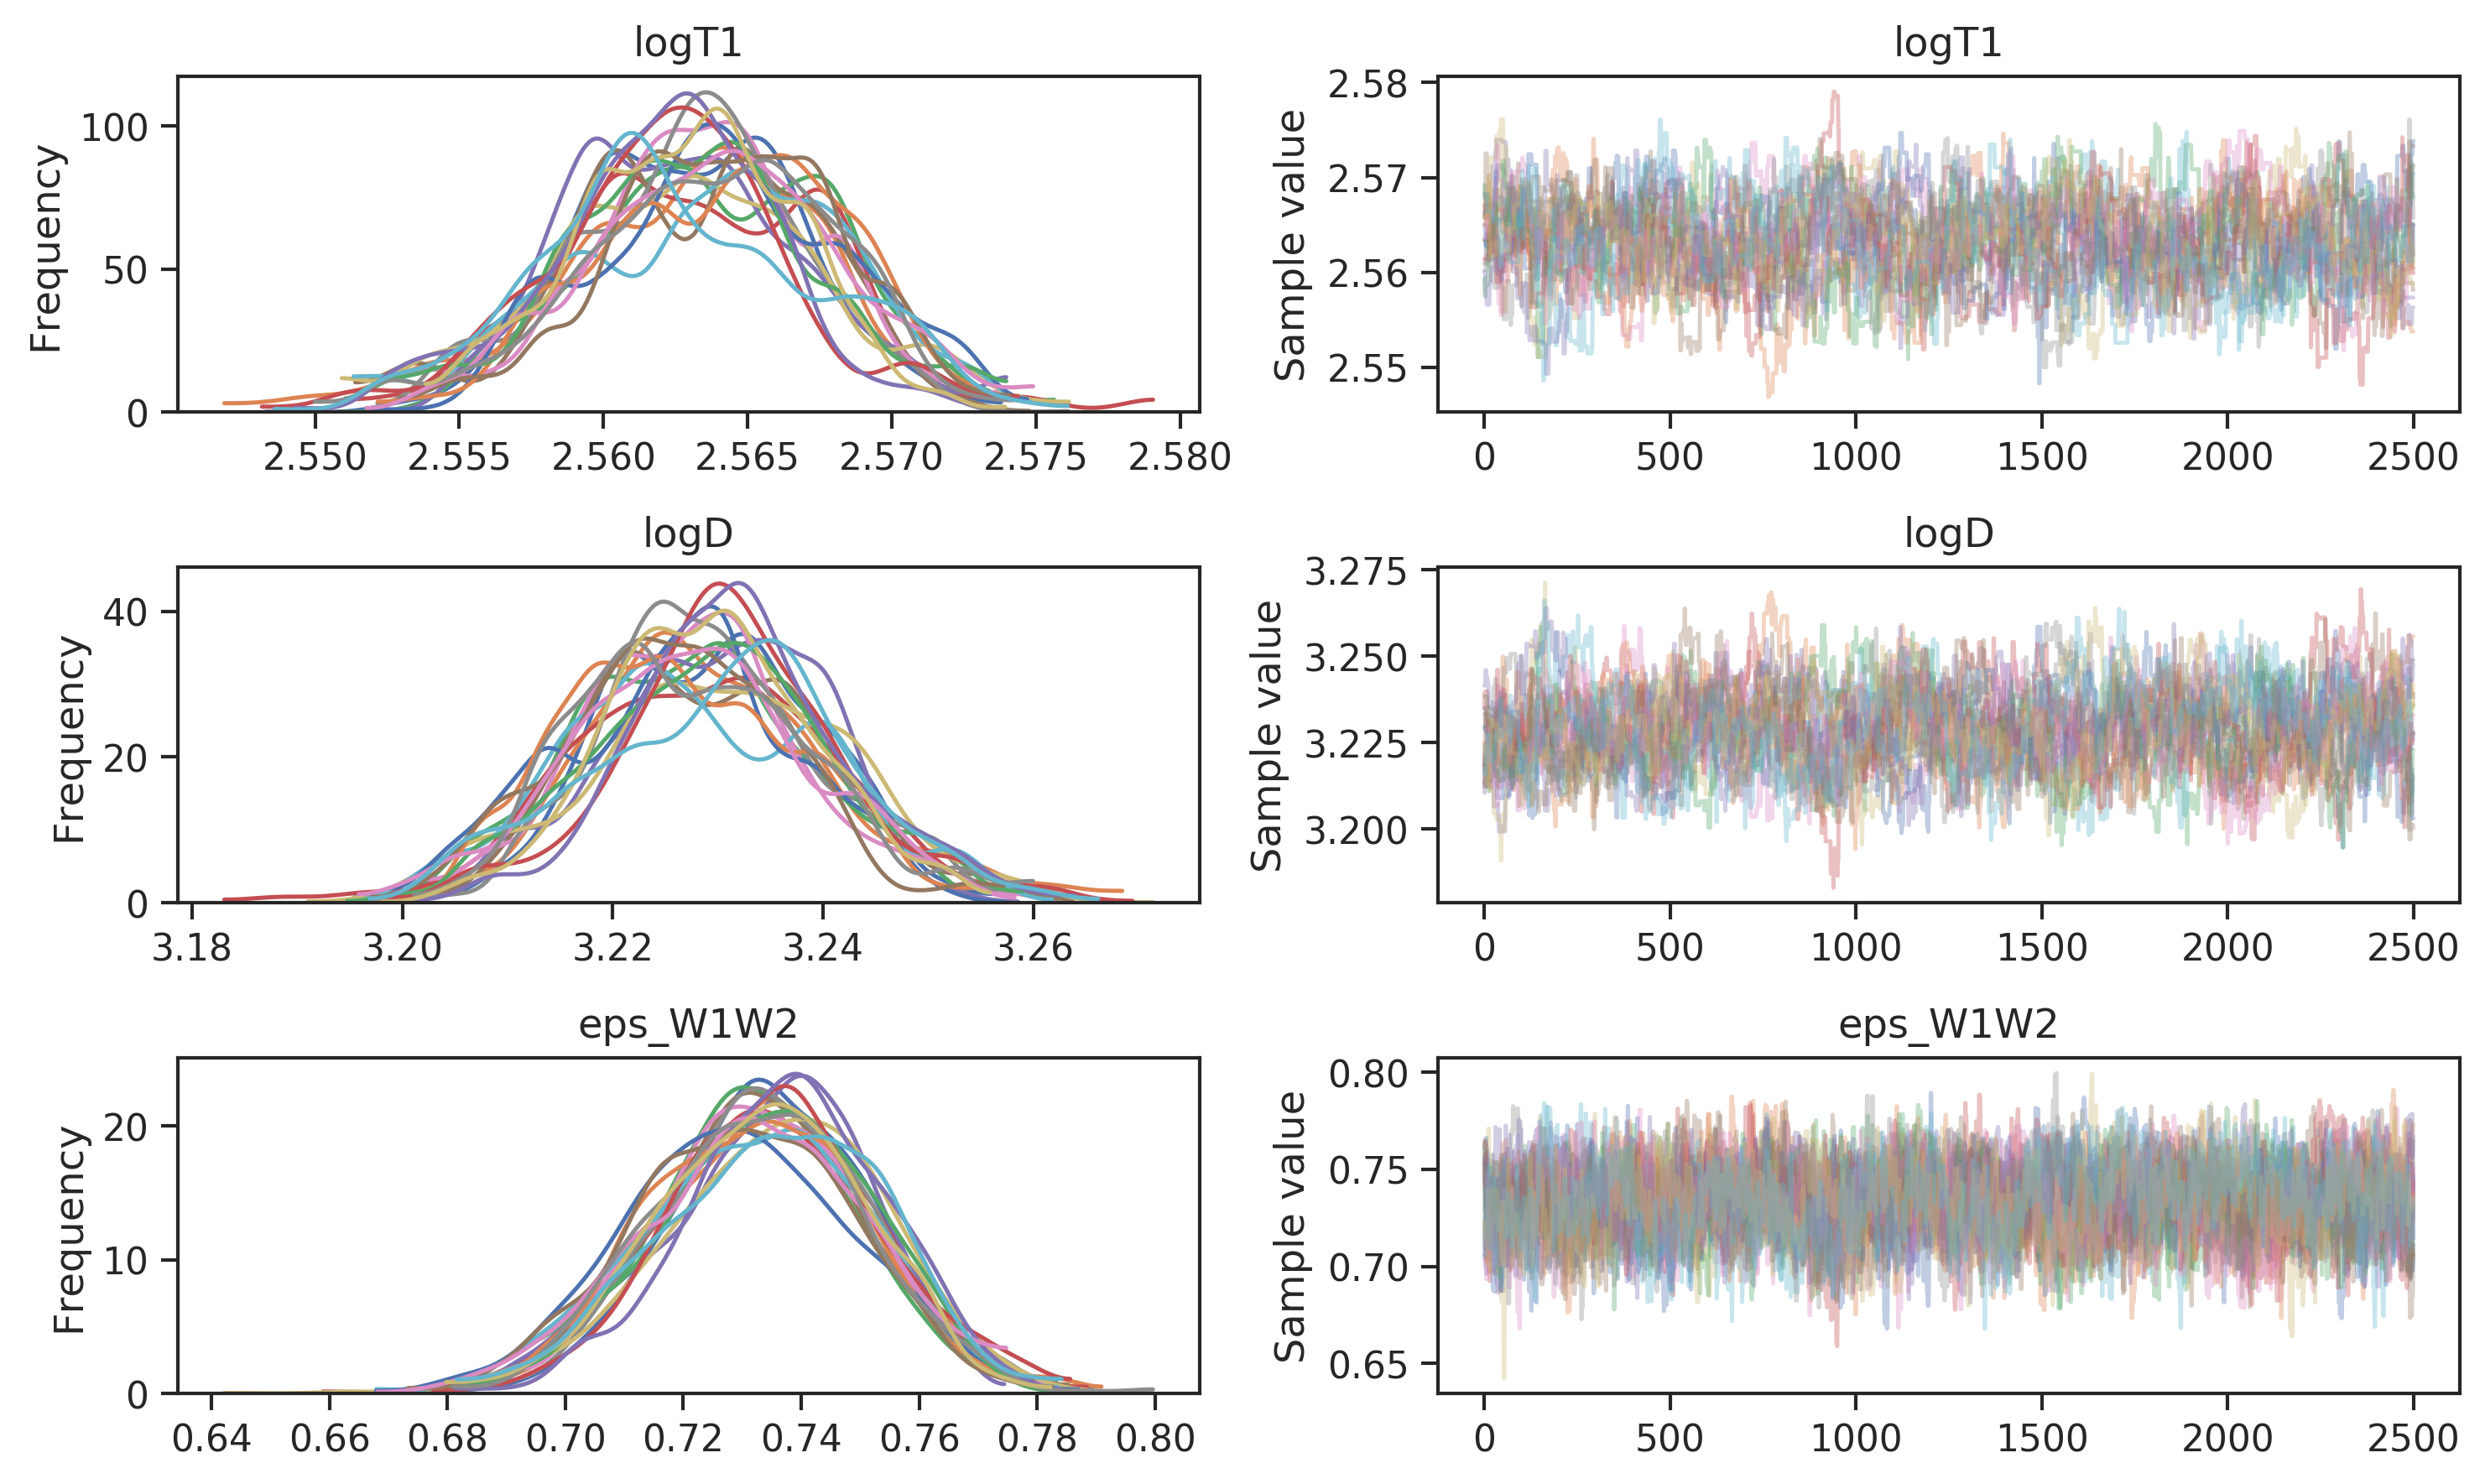 logT1
Frequency
100
50
0
2.550 2.555 2.560 2.565 2.570 2.575 2.580
logT1
Sample value
2.58
2.57
2.56
2.55
0 500 1000 1500 2000 2500
logD
Frequency
40
20
0
3.18 3.20 3.22 3.24 3.26
logD
Sample value
3.275
3.250
3.225
3.200
0 500 1000 1500 2000 2500
eps_W1W2
Frequency
20
10
0
0.64 0.66 0.68 0.70 0.72 0.74 0.76 0.78 0.80
eps_W1W2
Sample value
0.80
0.75
0.70
0.65
0 500 1000 1500 2000 2500